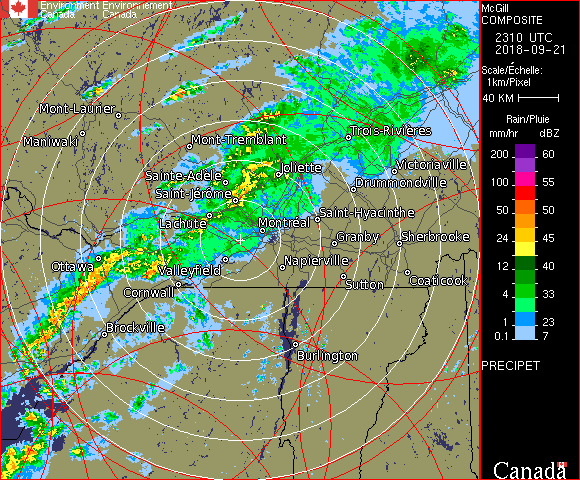 Environment Environnement
Canada Canada
Mont-Laurier
Maniwaki
Mont-Tremblant
Trois-Rivières
Sainte-Adèle
Joliette
Victoriaville
Drummondville
Saint-Jérôme
Lachute
Montréal
Saint-Hyacinthe
Granby
Sherbrooke
Ottawa
Valleyfield
Napierville
Sutton
Coaticook
Cornwall
Brockville
Burlington
McGill
COMPOSITE
2310 UTC
2018-09-21
Scale/Échelle:
1km/Pixel
40 KM
Rain/Pluie
mm/hr dBZ
200 60
100 55
50 50
24 45
12 40
4 33
1 23
0.1 7
PRECIPET
Canada